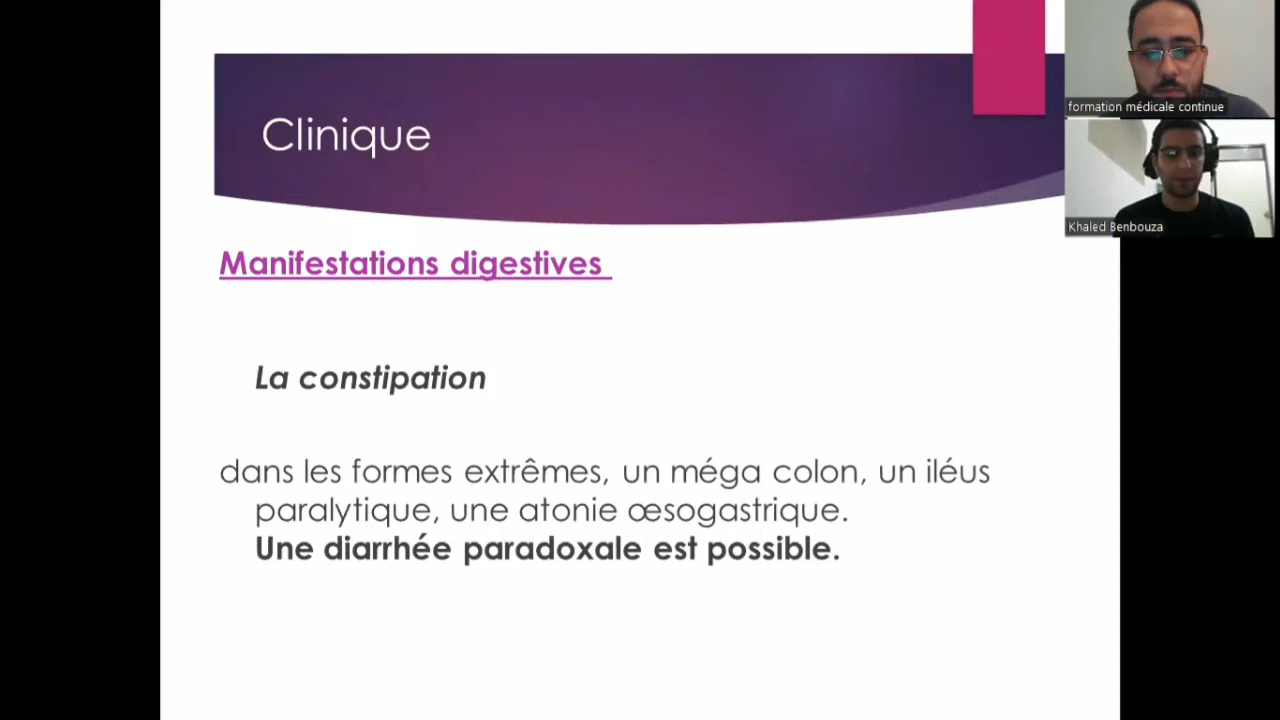 Clinique
formation médicale continue
Khaled Benbouza
Manifestations digestives
La constipation
dans les formes extrêmes, un méga colon, un iléus
paralytique, une atonie œsogastrique.
Une diarrhée paradoxale est possible.